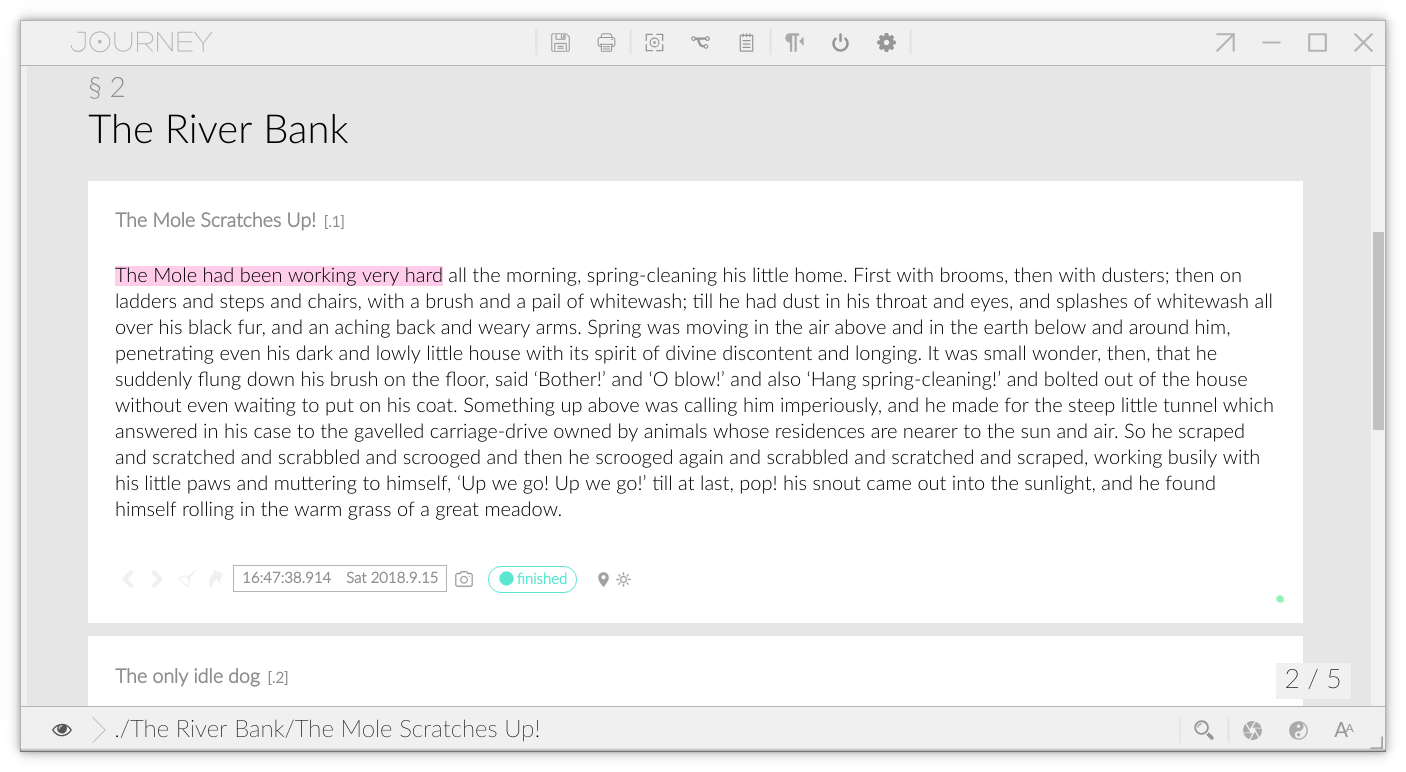 JOURNEY
§ 2
The River Bank
The Mole Scratches Up! [.1]
The Mole had been working very hard all the morning, spring-cleaning his little home. First with brooms, then with dusters; then on
ladders and steps and chairs, with a brush and a pail of whitewash; till he had dust in his throat and eyes, and splashes of whitewash all
over his black fur, and an aching back and weary arms. Spring was moving in the air above and in the earth below and around him,
penetrating even his dark and lowly little house with its spirit of divine discontent and longing. It was small wonder, then, that he
suddenly flung down his brush on the floor, said ‘Bother!’ and ‘O blow!’ and also ‘Hang spring-cleaning!’ and bolted out of the house
without even waiting to put on his coat. Something up above was calling him imperiously, and he made for the steep little tunnel which
answered in his case to the gavelled carriage-drive owned by animals whose residences are nearer to the sun and air. So he scraped
and scratched and scrabbled and scrooged and then he scrooged again and scrabbled and scratched and scraped, working busily with
his little paws and muttering to himself, ‘Up we go! Up we go!’ till at last, pop! his snout came out into the sunlight, and he found
himself rolling in the warm grass of a great meadow.
16:47:38.914 Sat 2018.9.15 finished
The only idle dog [.2]
2 / 5
./The River Bank/The Mole Scratches Up!
AA